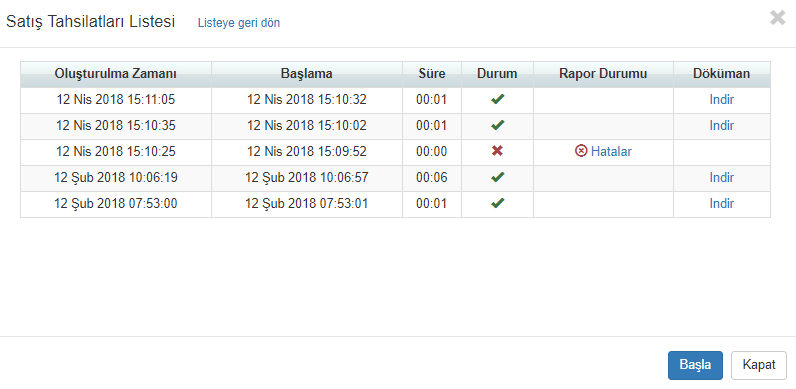 Satış Tahsilatları Listesi Listeye geri dön
Oluşturulma Zamanı Başlama Süre Durum Rapor Durumu Döküman
12 Nis 2018 15:11:05 12 Nis 2018 15:10:32 00:01 Indir
12 Nis 2018 15:10:35 12 Nis 2018 15:10:02 00:01 Indir
12 Nis 2018 15:10:25 12 Nis 2018 15:09:52 00:00 Hatalar
12 Şub 2018 10:06:19 12 Şub 2018 10:06:57 00:06 Indir
12 Şub 2018 07:53:00 12 Şub 2018 07:53:01 00:01 Indir
Başla Kapat